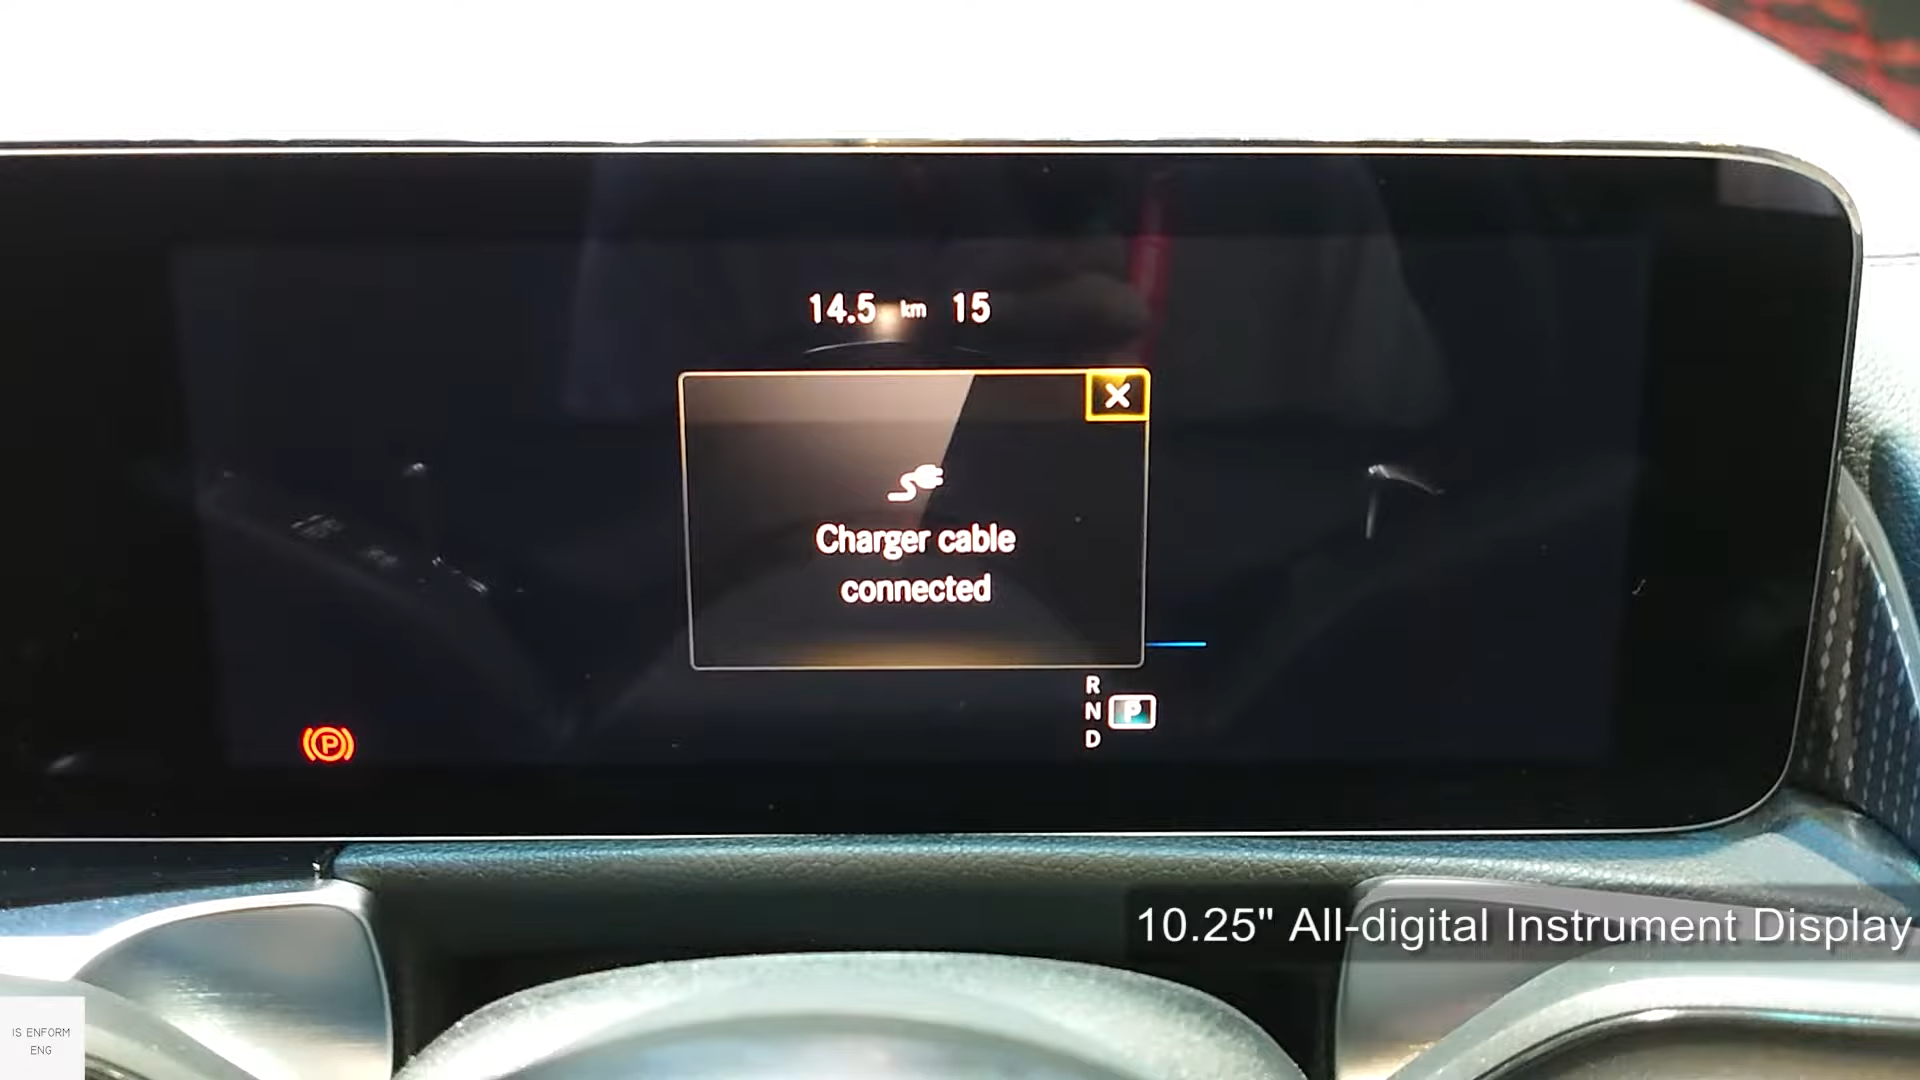 14.5 km 15
Charger cable
connected
R
N P
D
P
10.25" All-digital Instrument Display
IS ENFORM
ENG